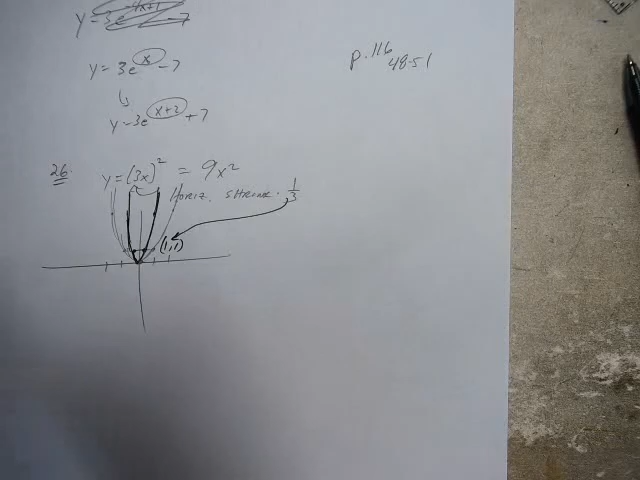 y = 3e^x - 7
y = 3e^(x+2) + 7
p. 116
48-51
26. y = (3x)² = 9x²
HORIZ. SHRINK. 1/3
(1,1)